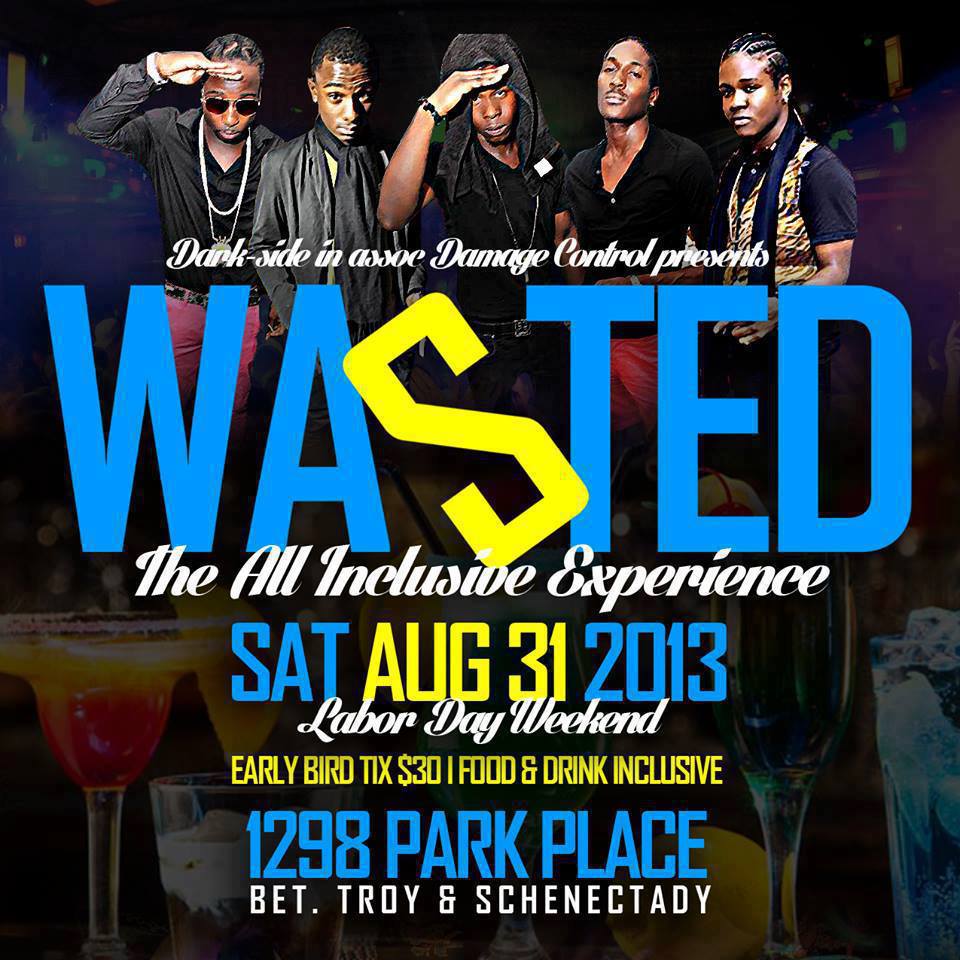 Dark-side in assoc Damage Control presents
WASTED
The All Inclusive Experience
SAT AUG 31 2013
Labor Day Weekend
EARLY BIRD TIX $30 | FOOD & DRINK INCLUSIVE
1298 PARK PLACE
BET. TROY & SCHENECTADY